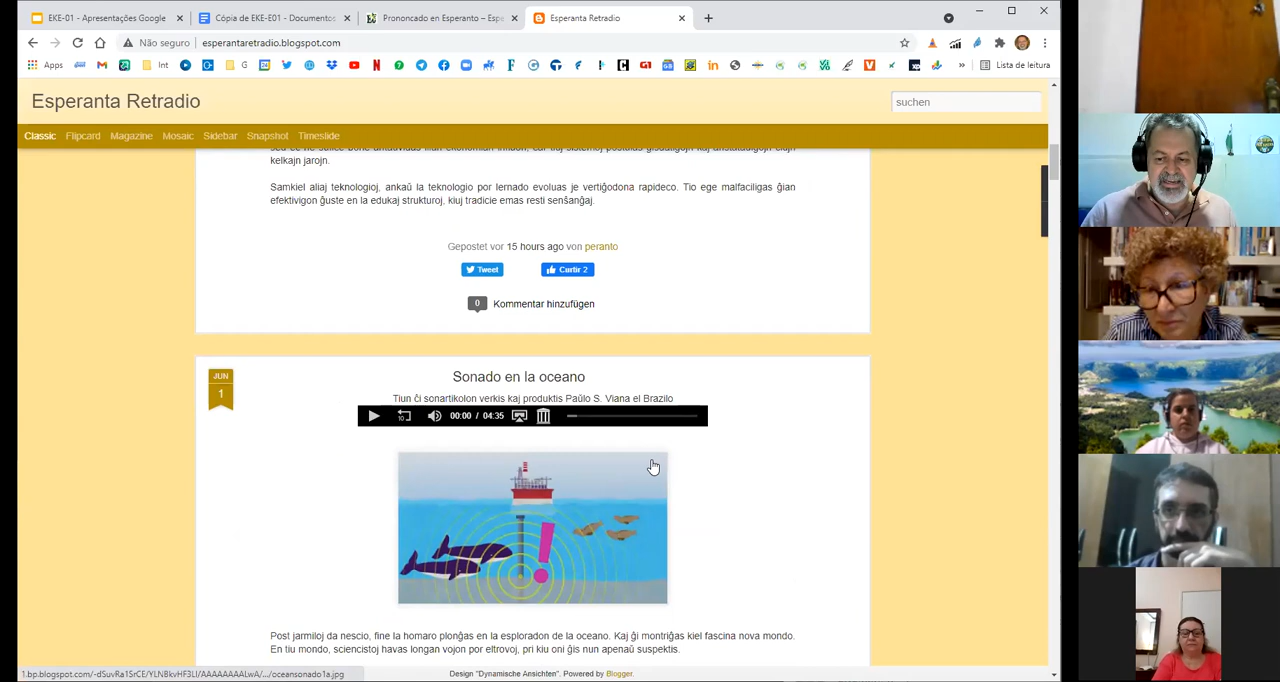 EKE-01 - Apresentações Google
Cópia de EKE-E01 - Documentos
Prononcado en Esperanto – Esp
Esperanta Retradio
Não seguro
esperantaretradio.blogspot.com
Apps
Int
G
Lista de leitura
Esperanta Retradio
suchen
Classic Flipcard Magazine Mosaic Sidebar Snapshot Timeslide
kelkajn jarojn.
Samkiel aliaj teknologioj, ankaŭ la teknologio por lernado evoluas je vertiĝodona rapideco. Tio ege malfaciligas ĝian
efektivigon ĝuste en la edukaj strukturoj, kiuj tradicie emas resti senŝanĝaj.
Gepostet vor 15 hours ago von peranto
Tweet
Curtir 2
0 Kommentar hinzufügen
JUN
1
Sonado en la oceano
Tiun ĉi sonartikolon verkis kaj produktis Paŭlo S. Viana el Brazilo
10 00:00 / 04:35
Post jarmiloj da nescio, fine la homaro plonĝas en la esploradon de la oceano. Kaj ĝi montriĝas kiel fascina nova mondo.
En tiu mondo, sciencistoj havas longan vojon por eltrovoj, pri kiu oni ĝis nun apenaŭ suspektis.
1.bp.blogspot.com/-dSuvRa1SrCE/YLNBkvHF3LI/AAAAAAAALwA/.../oceansonado1a.jpg
Design "Dynamische Ansichten". Powered by Blogger.